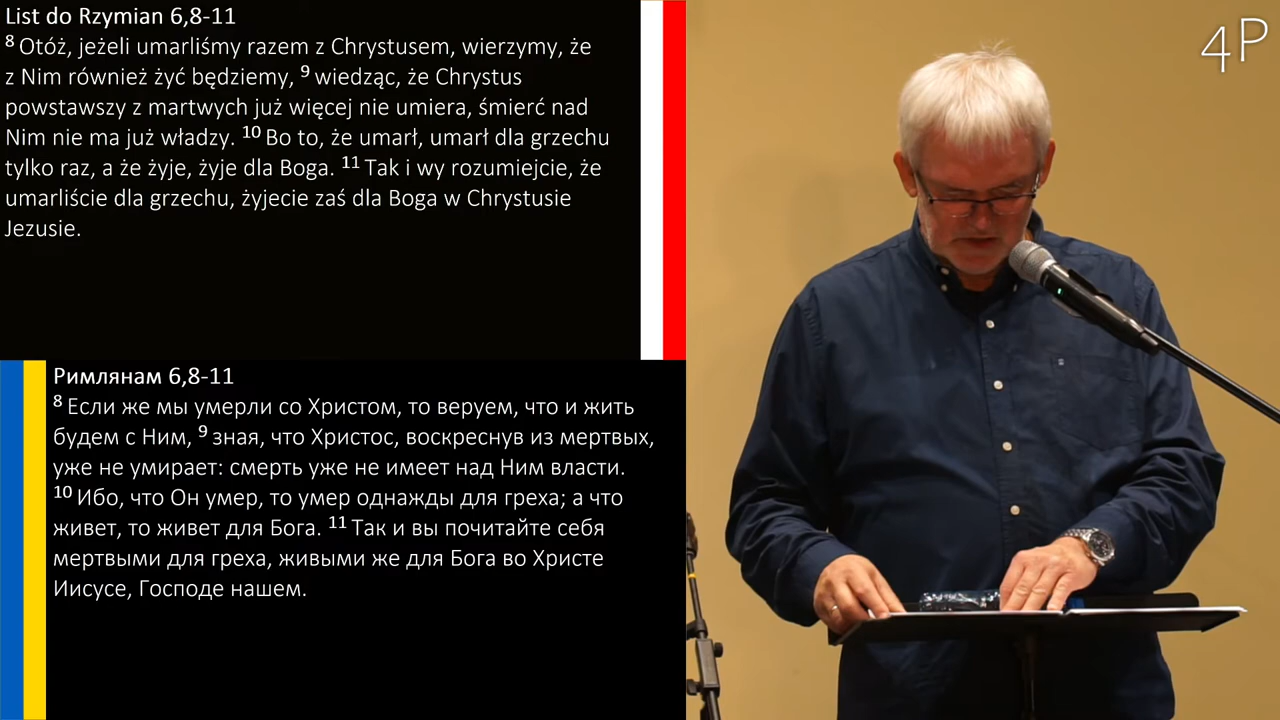 List do Rzymian 6,8-11
8 Otóż, jeżeli umarliśmy razem z Chrystusem, wierzymy, że
z Nim również żyć będziemy, 9 wiedząc, że Chrystus
powstawszy z martwych już więcej nie umiera, śmierć nad
Nim nie ma już władzy. 10 Bo to, że umarł, umarł dla grzechu
tylko raz, a że żyje, żyje dla Boga. 11 Tak i wy rozumiejcie, że
umarliście dla grzechu, żyjecie zaś dla Boga w Chrystusie
Jezusie.
Римлянам 6,8-11
8 Если же мы умерли со Христом, то веруем, что и жить
будем с Ним, 9 зная, что Христос, воскреснув из мертвых,
уже не умирает: смерть уже не имеет над Ним власти.
10 Ибо, что Он умер, то умер однажды для греха; а что
живет, то живет для Бога. 11 Так и вы почитайте себя
мертвыми для греха, живыми же для Бога во Христе
Иисусе, Господе нашем.
4P